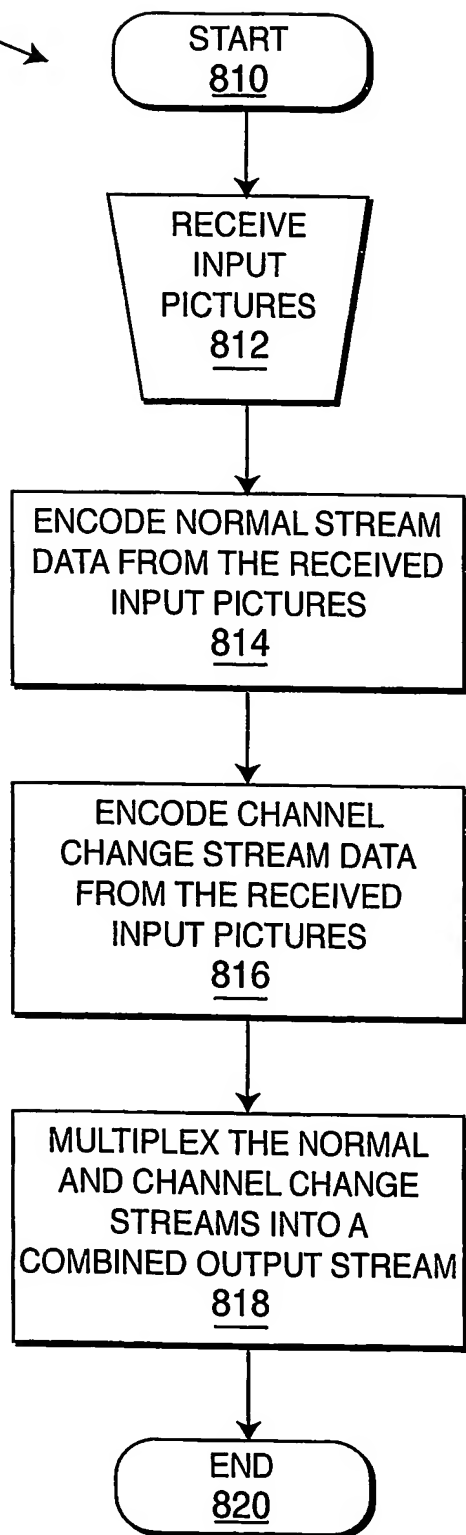 START
810
RECEIVE
INPUT
PICTURES
812
ENCODE NORMAL STREAM
DATA FROM THE RECEIVED
INPUT PICTURES
814
ENCODE CHANNEL
CHANGE STREAM DATA
FROM THE RECEIVED
INPUT PICTURES
816
MULTIPLEX THE NORMAL
AND CHANNEL CHANGE
STREAMS INTO A
COMBINED OUTPUT STREAM
818
END
820